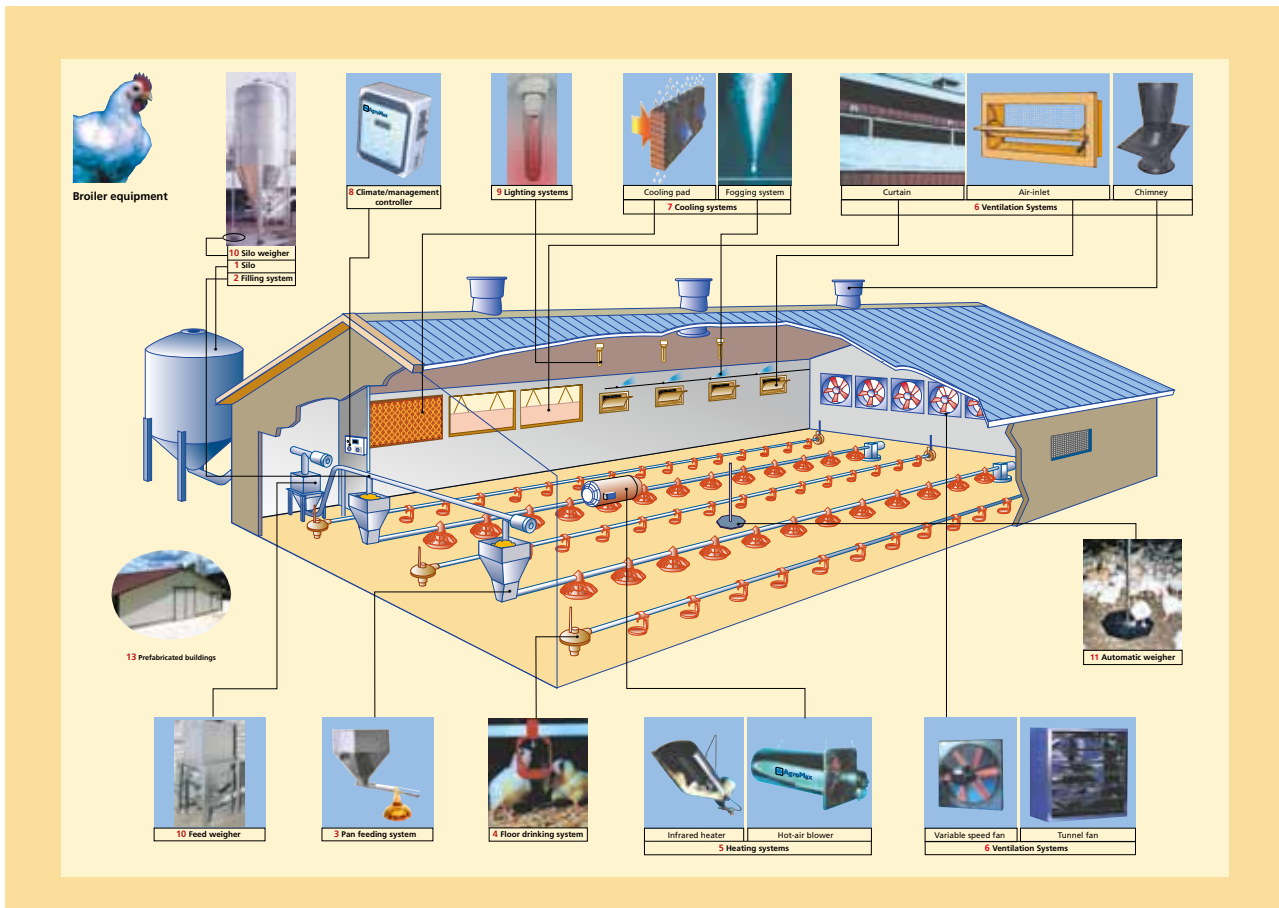 Broiler equipment
10 Silo weigher
1 Silo
2 Filling system
AgroMax
8 Climate/management
controller
9 Lighting systems
Cooling pad
Fogging system
7 Cooling systems
Curtain
Air-inlet
Chimney
6 Ventilation Systems
13 Prefabricated buildings
11 Automatic weigher
10 Feed weigher
3 Pan feeding system
4 Floor drinking system
AgroMax
Infrared heater
Hot-air blower
5 Heating systems
Variable speed fan
Tunnel fan
6 Ventilation Systems